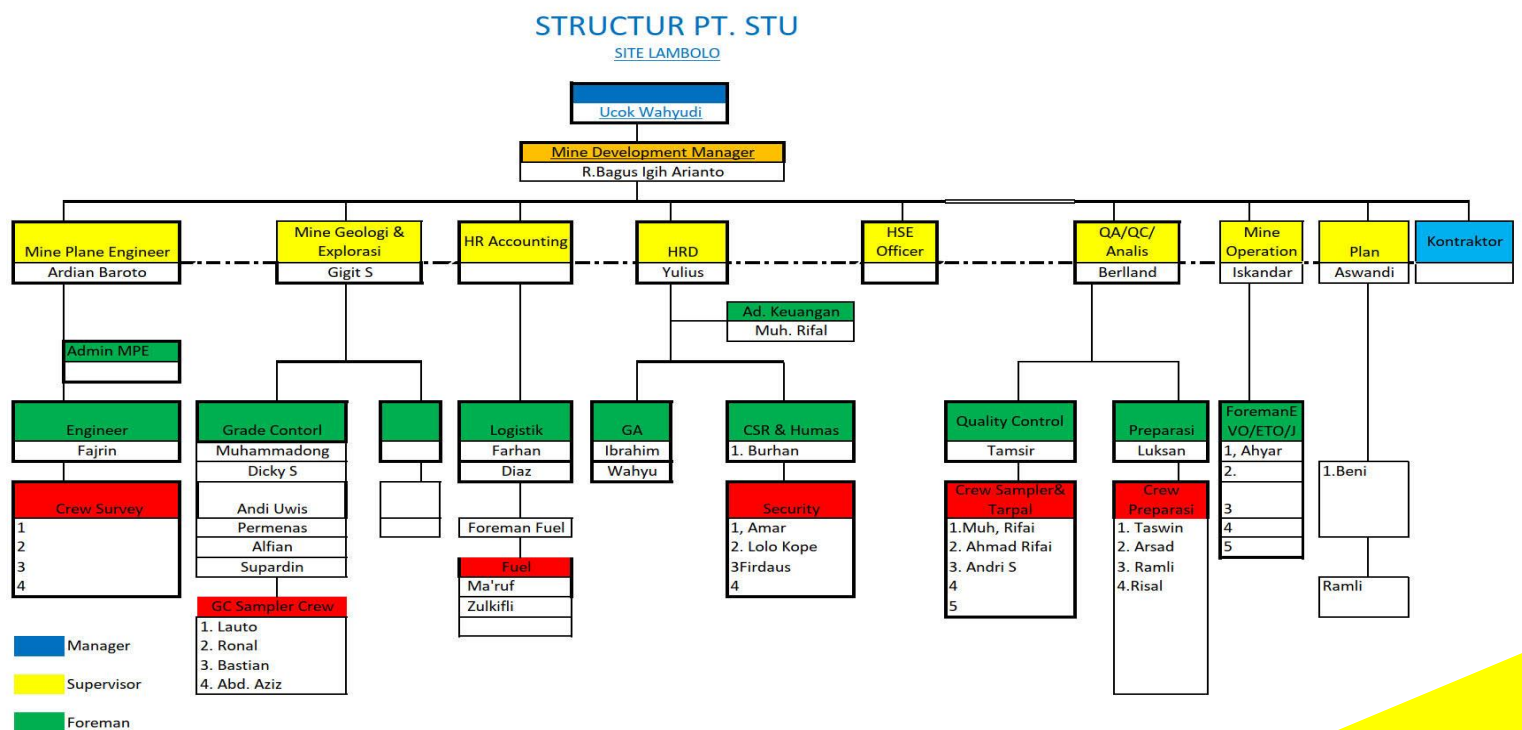 STRUCTUR PT. STU
SITE LAMBOLO
Ucok Wahyudi
Mine Development Manager
R.Bagus Igih Arianto
Mine Plane Engineer
Ardian Baroto
Mine Geologi &
Explorasi
Gigit S
HR Accounting
HRD
Yulius
HSE
Officer
QA/QC/
Analis
Berlland
Mine
Operation
Iskandar
Plan
Aswandi
Kontraktor
Ad. Keuangan
Muh. Rifal
Admin MPE
Engineer
Fajrin
Crew Survey
1
2
3
4
Grade Contorl
Muhammadong
Dicky S
Andi Uwis
Permenas
Alfian
Supardin
GC Sampler Crew
1. Lauto
2. Ronal
3. Bastian
4. Abd. Aziz
Logistik
Farhan
Diaz
Foreman Fuel
Fuel
Ma'ruf
Zulkifli
GA
Ibrahim
Wahyu
CSR & Humas
1. Burhan
Security
1, Amar
2. Lolo Kope
3Firdaus
4
Quality Control
Tamsir
Crew Sampler&
Tarpal
1.Muh, Rifai
2. Ahmad Rifai
3. Andri S
4
5
Preparasi
Luksan
Crew
Preparasi
1. Taswin
2. Arsad
3. Ramli
4.Risal
ForemanE
VO/ETO/J
1, Ahyar
2.
3
4
5
1.Beni
Ramli
Manager
Supervisor
Foreman